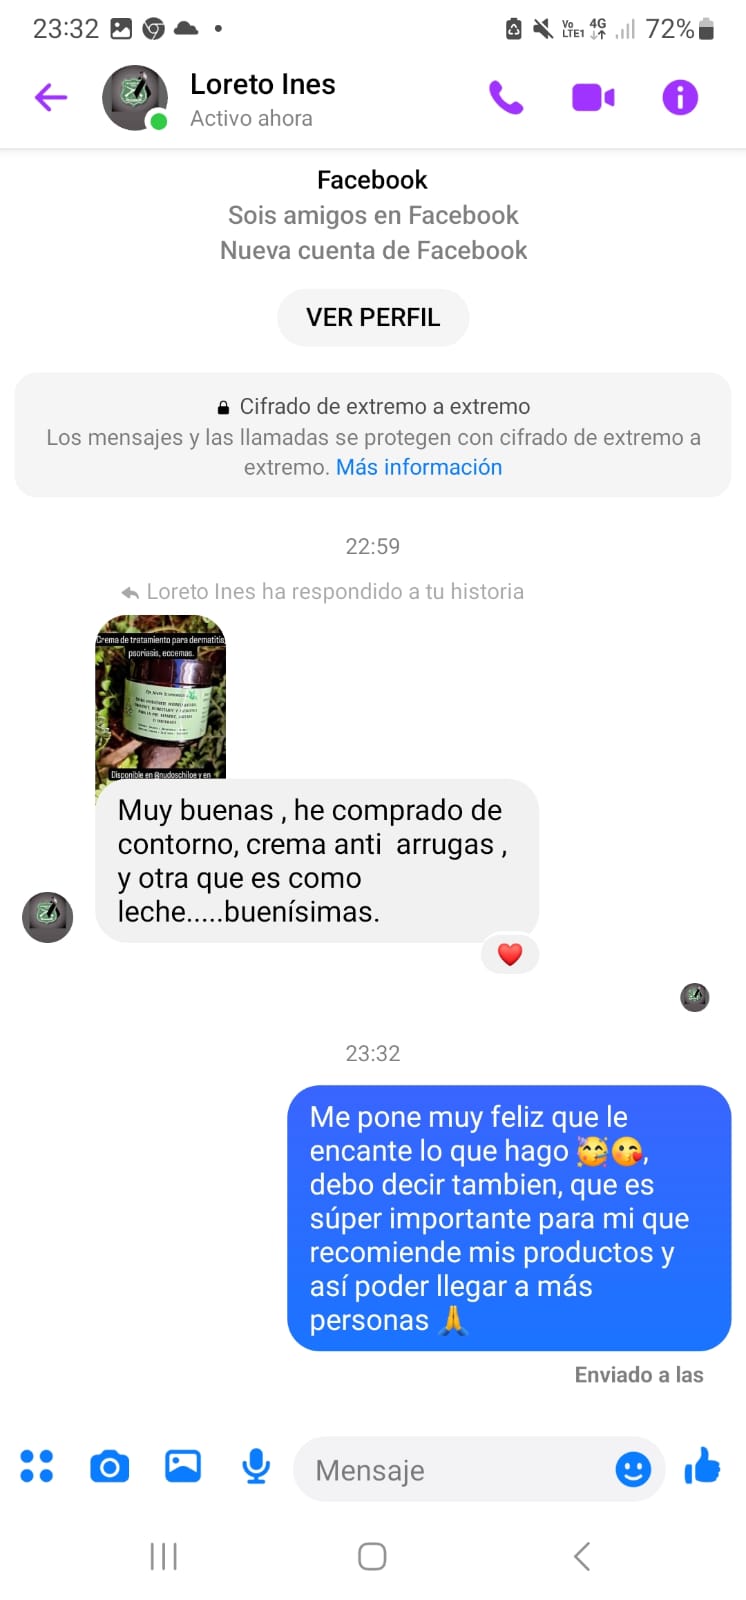 23:32
Vo 4G
LTE1
72%
Loreto Ines
Activo ahora
Facebook
Sois amigos en Facebook
Nueva cuenta de Facebook
VER PERFIL
Cifrado de extremo a extremo
Los mensajes y las llamadas se protegen con cifrado de extremo a
extremo. Más información
22:59
Loreto Ines ha respondido a tu historia
Crema de tratamiento para dermatitis,
psoriasis, eccemas.
Disponible en @nudoschiloe y en
Muy buenas , he comprado de
contorno, crema anti arrugas ,
y otra que es como
leche.....buenísimas.
23:32
Me pone muy feliz que le
encante lo que hago 🥳😘,
debo decir tambien, que es
súper importante para mi que
recomiende mis productos y
así poder llegar a más
personas 🙏
Enviado a las
Mensaje